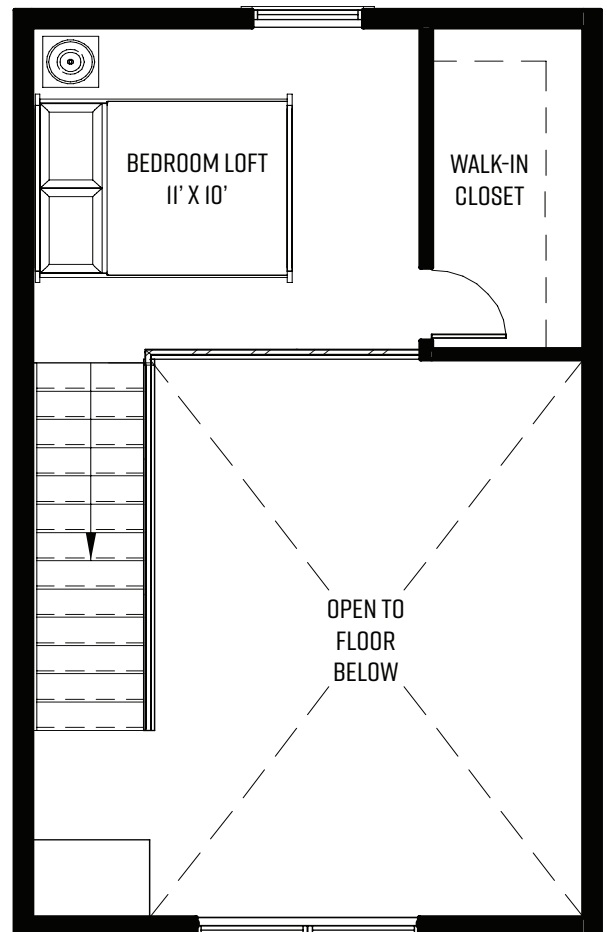 BEDROOM LOFT
11' X 10'
WALK-IN
CLOSET
OPEN TO
FLOOR
BELOW